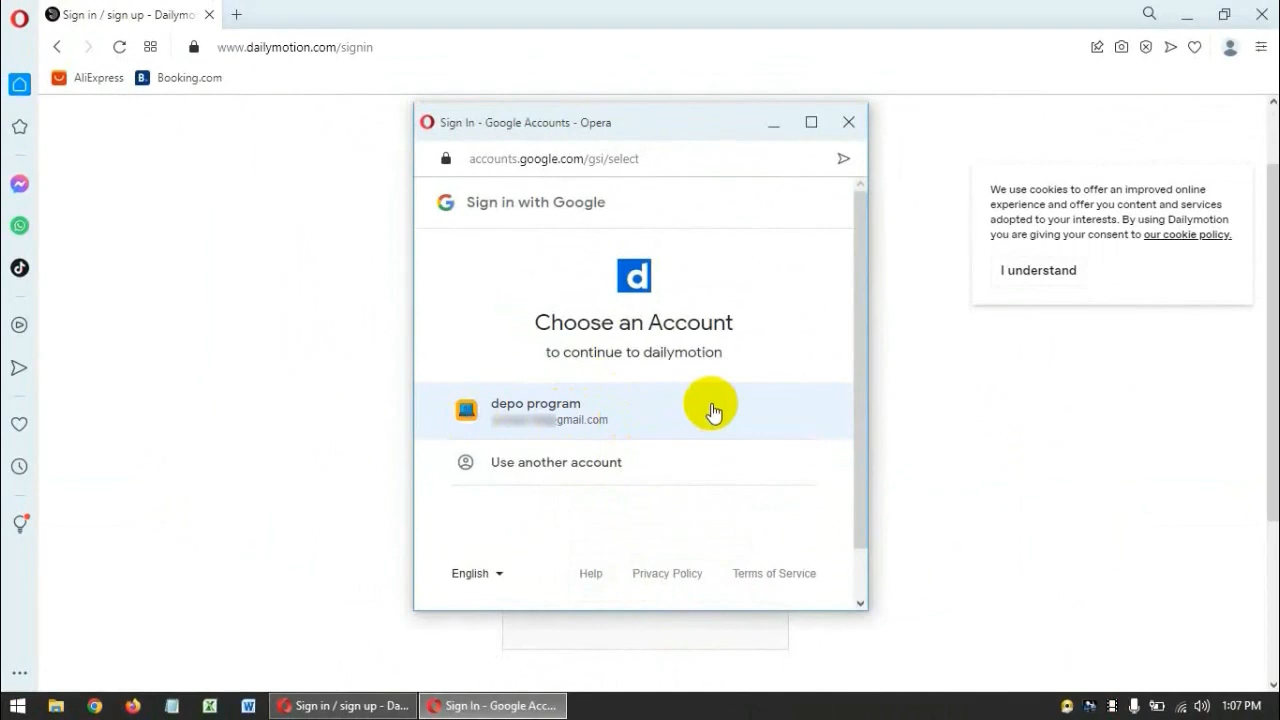 Sign in / sign up - Dailymo
www.dailymotion.com/signin
AliExpress
B.
Booking.com
Sign In - Google Accounts - Opera
accounts.google.com/gsi/select
Sign in with Google
d
Choose an Account
to continue to dailymotion
depo program
gmail.com
Use another account
English
Help
Privacy Policy
Terms of Service
We use cookies to offer an improved online
experience and offer you content and services
adopted to your interests. By using Dailymotion
you are giving your consent to our cookie policy.
I understand
Sign in / sign up - Da...
Sign In - Google Acc...
1:07 PM